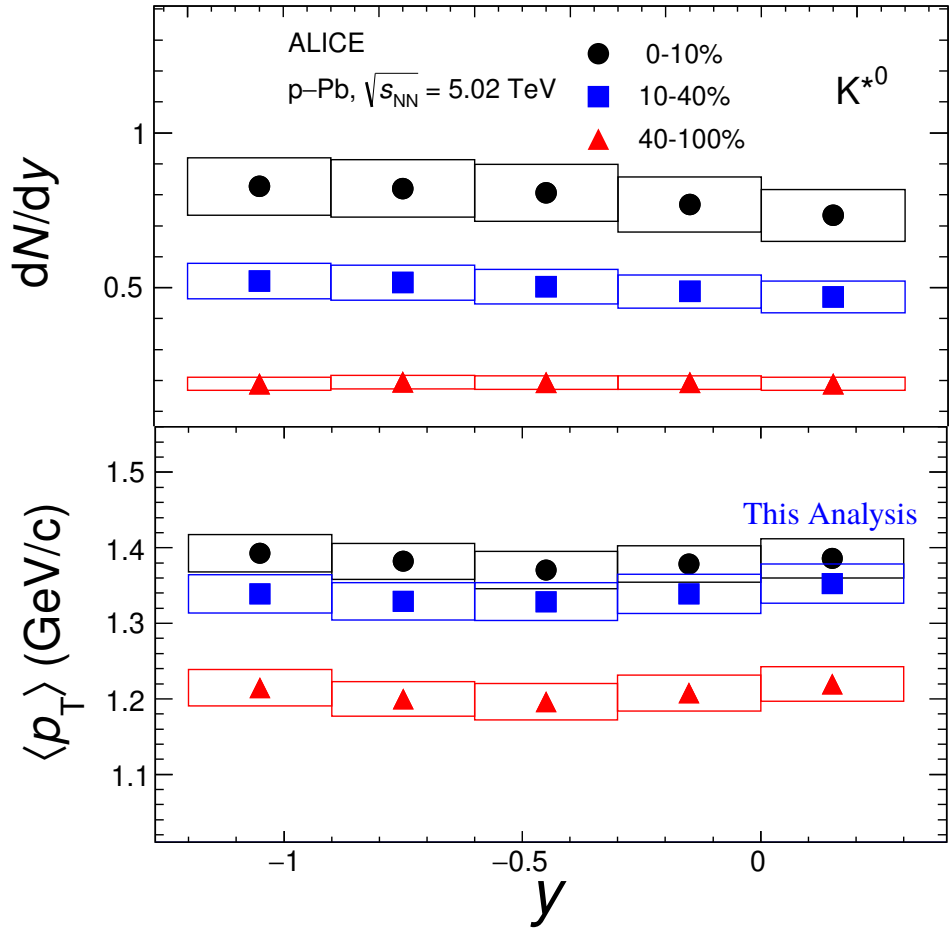 ALICE
p–Pb, √sNN = 5.02 TeV
0-10%
10-40%
40-100%
K*0
dN/dy
1
0.5
This Analysis
⟨pT⟩ (GeV/c)
1.5
1.4
1.3
1.2
1.1
−1
−0.5
0
y